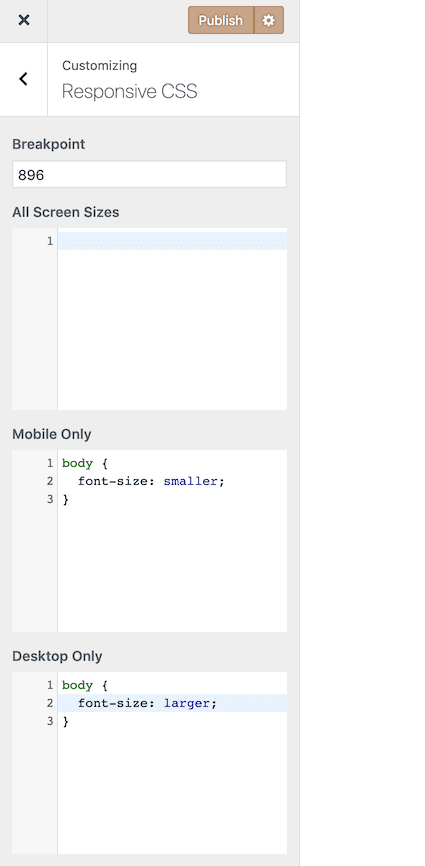 Publish
Customizing
Responsive CSS
Breakpoint
896
All Screen Sizes
1
Mobile Only
1 body {
2   font-size: smaller;
3 }
Desktop Only
1 body {
2   font-size: larger;
3 }